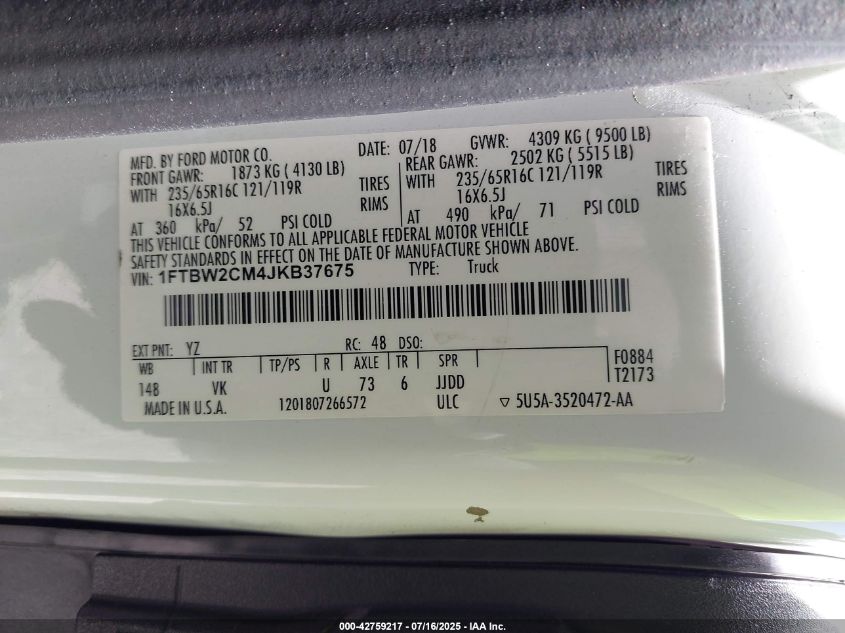 MFD. BY FORD MOTOR CO. DATE: 07/18 GVWR: 4309 KG ( 9500 LB)
FRONT GAWR: 1873 KG ( 4130 LB) REAR GAWR: 2502 KG ( 5515 LB)
WITH 235/65R16C 121/119R TIRES WITH 235/65R16C 121/119R TIRES
16X6.5J RIMS 16X6.5J RIMS
AT 360 kPa/ 52 PSI COLD AT 490 kPa/ 71 PSI COLD
THIS VEHICLE CONFORMS TO ALL APPLICABLE FEDERAL MOTOR VEHICLE
SAFETY STANDARDS IN EFFECT ON THE DATE OF MANUFACTURE SHOWN ABOVE.
VIN: 1FTBW2CM4JKB37675 TYPE: Truck
EXT PNT: YZ RC: 48 DSO:
WB INT TR TP/PS R AXLE TR SPR F0884
148 VK U 73 6 JJDD T2173
MADE IN U.S.A. 1201807266572 ULC ▽ 5U5A-3520472-AA
000-42759217 - 07/16/2025 - IAA Inc.